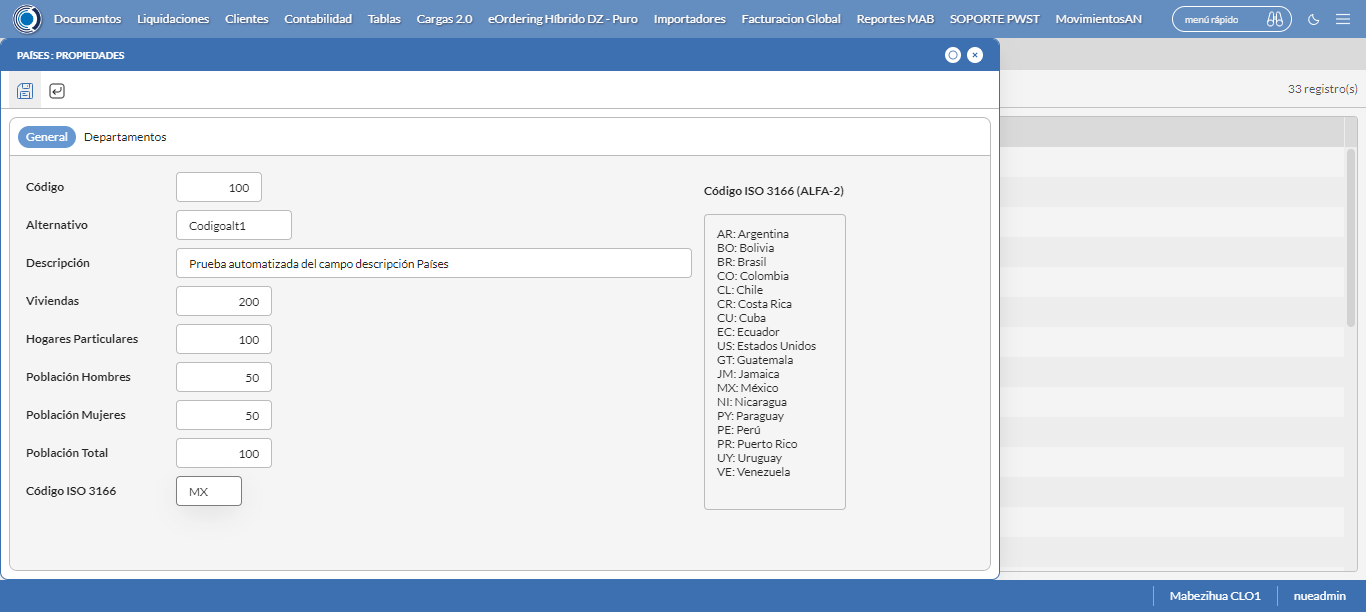 Documentos Liquidaciones Clientes Contabilidad Tablas Cargas 2.0 eOrdering Híbrido DZ - Puro Importadores Facturacion Global Reportes MAB SOPORTE PWST MovimientosAN menú rápido
PAÍSES : PROPIEDADES
33 registro(s)
General Departamentos
Código 100
Alternativo Codigoalt1
Descripción Prueba automatizada del campo descripción Países
Viviendas 200
Hogares Particulares 100
Población Hombres 50
Población Mujeres 50
Población Total 100
Código ISO 3166 MX
Código ISO 3166 (ALFA-2)
AR: Argentina
BO: Bolivia
BR: Brasil
CO: Colombia
CL: Chile
CR: Costa Rica
CU: Cuba
EC: Ecuador
US: Estados Unidos
GT: Guatemala
JM: Jamaica
MX: México
NI: Nicaragua
PY: Paraguay
PE: Perú
PR: Puerto Rico
UY: Uruguay
VE: Venezuela
Mabezihua CLO1 nueadmin